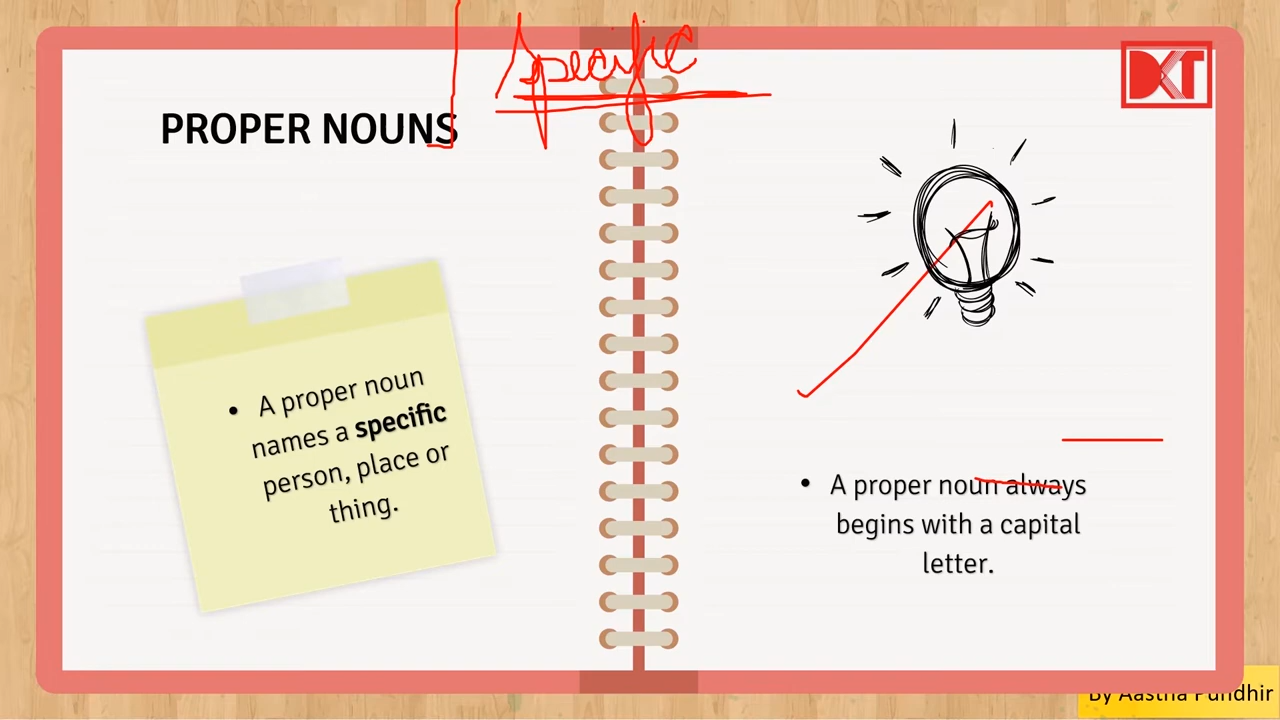 Specific
DKT
PROPER NOUNS
• A proper noun
names a specific
person, place or
thing.
• A proper noun always
begins with a capital
letter.
By Aastha Pundhir